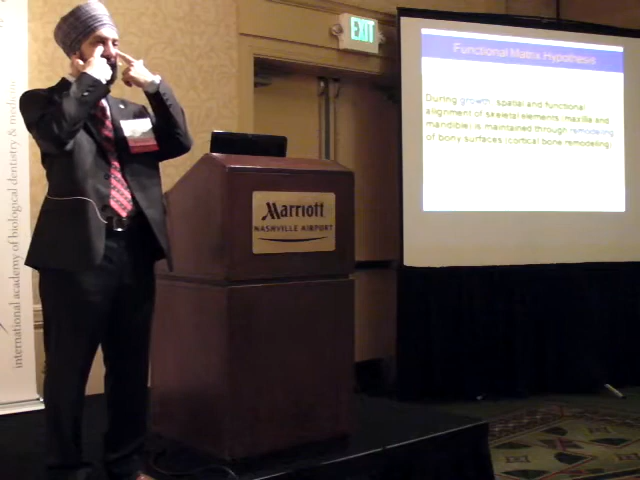 international academy of biological dentistry & medicine
EXIT
Marriott
NASHVILLE AIRPORT
Functional Matrix Hypothesis
During growth, spatial and functional
alignment of skeletal elements (maxilla and
mandible) is maintained through remodeling
of bony surfaces (cortical bone remodeling)